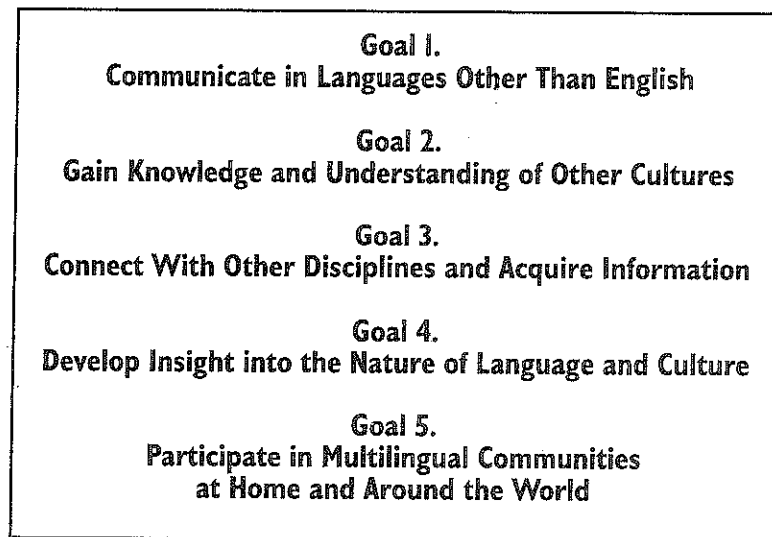 Goal 1.
Communicate in Languages Other Than English
Goal 2.
Gain Knowledge and Understanding of Other Cultures
Goal 3.
Connect With Other Disciplines and Acquire Information
Goal 4.
Develop Insight into the Nature of Language and Culture
Goal 5.
Participate in Multilingual Communities
at Home and Around the World